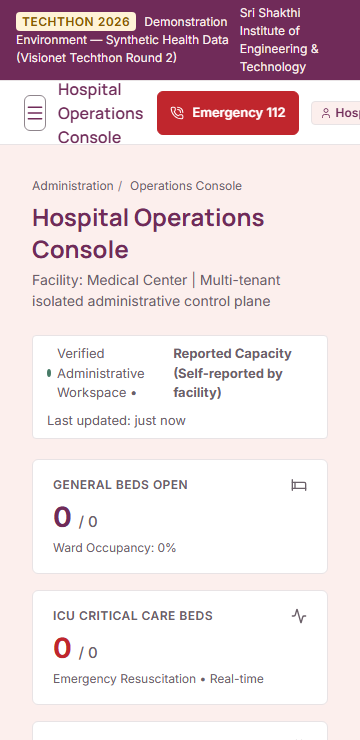 TECHTHON 2026 Demonstration
Environment — Synthetic Health Data
(Visionet Techthon Round 2)
Sri Shakthi
Institute of
Engineering &
Technology
Hospital
Operations
Console
Emergency 112
Administration / Operations Console
Hospital Operations
Console
Facility: Medical Center | Multi-tenant
isolated administrative control plane
Verified
Administrative
Workspace •
Reported Capacity
(Self-reported by
facility)
Last updated: just now
GENERAL BEDS OPEN
0 / 0
Ward Occupancy: 0%
ICU CRITICAL CARE BEDS
0 / 0
Emergency Resuscitation • Real-time